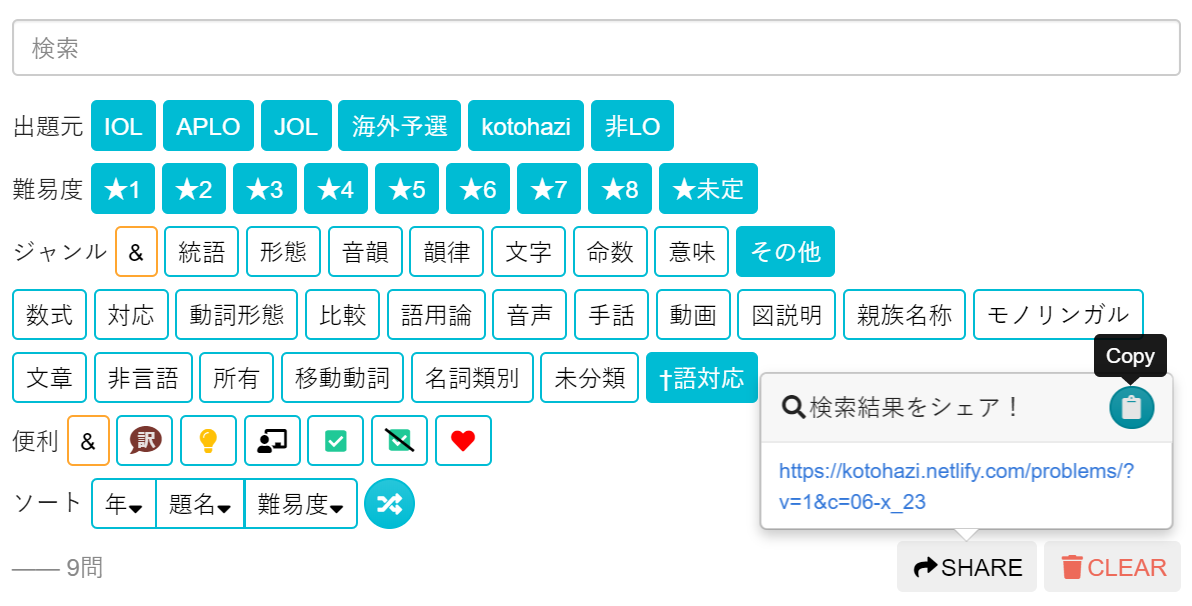 検索
出題元 IOL APLO JOL 海外予選 kotohazi 非LO
難易度 ★1 ★2 ★3 ★4 ★5 ★6 ★7 ★8 ★未定
ジャンル & 統語 形態 音韻 韻律 文字 命数 意味 その他
数式 対応 動詞形態 比較 語用論 音声 手話 動画 図説明 親族名称 モノリンガル
文章 非言語 所有 移動動詞 名詞類別 未分類 †語対応
Copy
検索結果をシェア！
便利 & 訳
https://kotohazi.netlify.com/problems/?
v=1&c=06-x_23
ソート 年 題名 難易度
9問
SHARE CLEAR